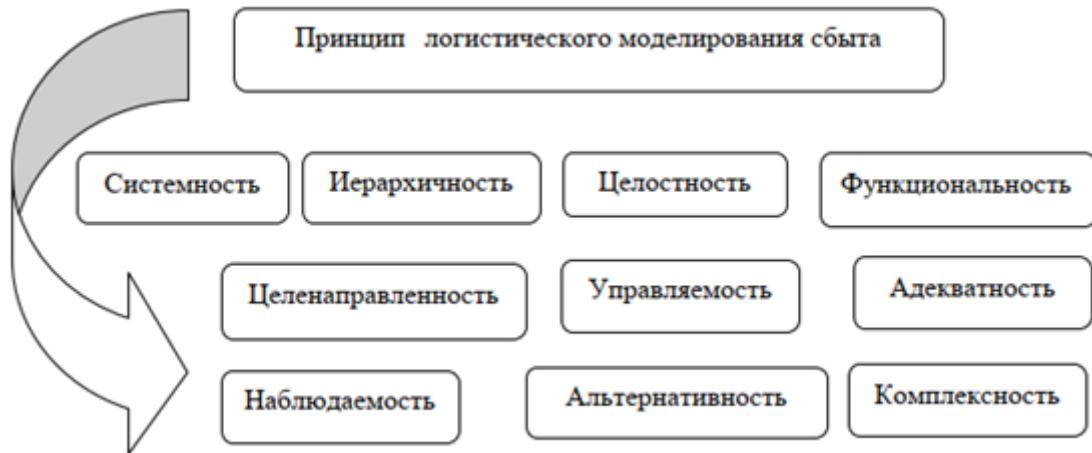 Принцип логистического моделирования сбыта
Системность
Иерархичность
Целостность
Функциональность
Целенаправленность
Управляемость
Адекватность
Наблюдаемость
Альтернативность
Комплексность